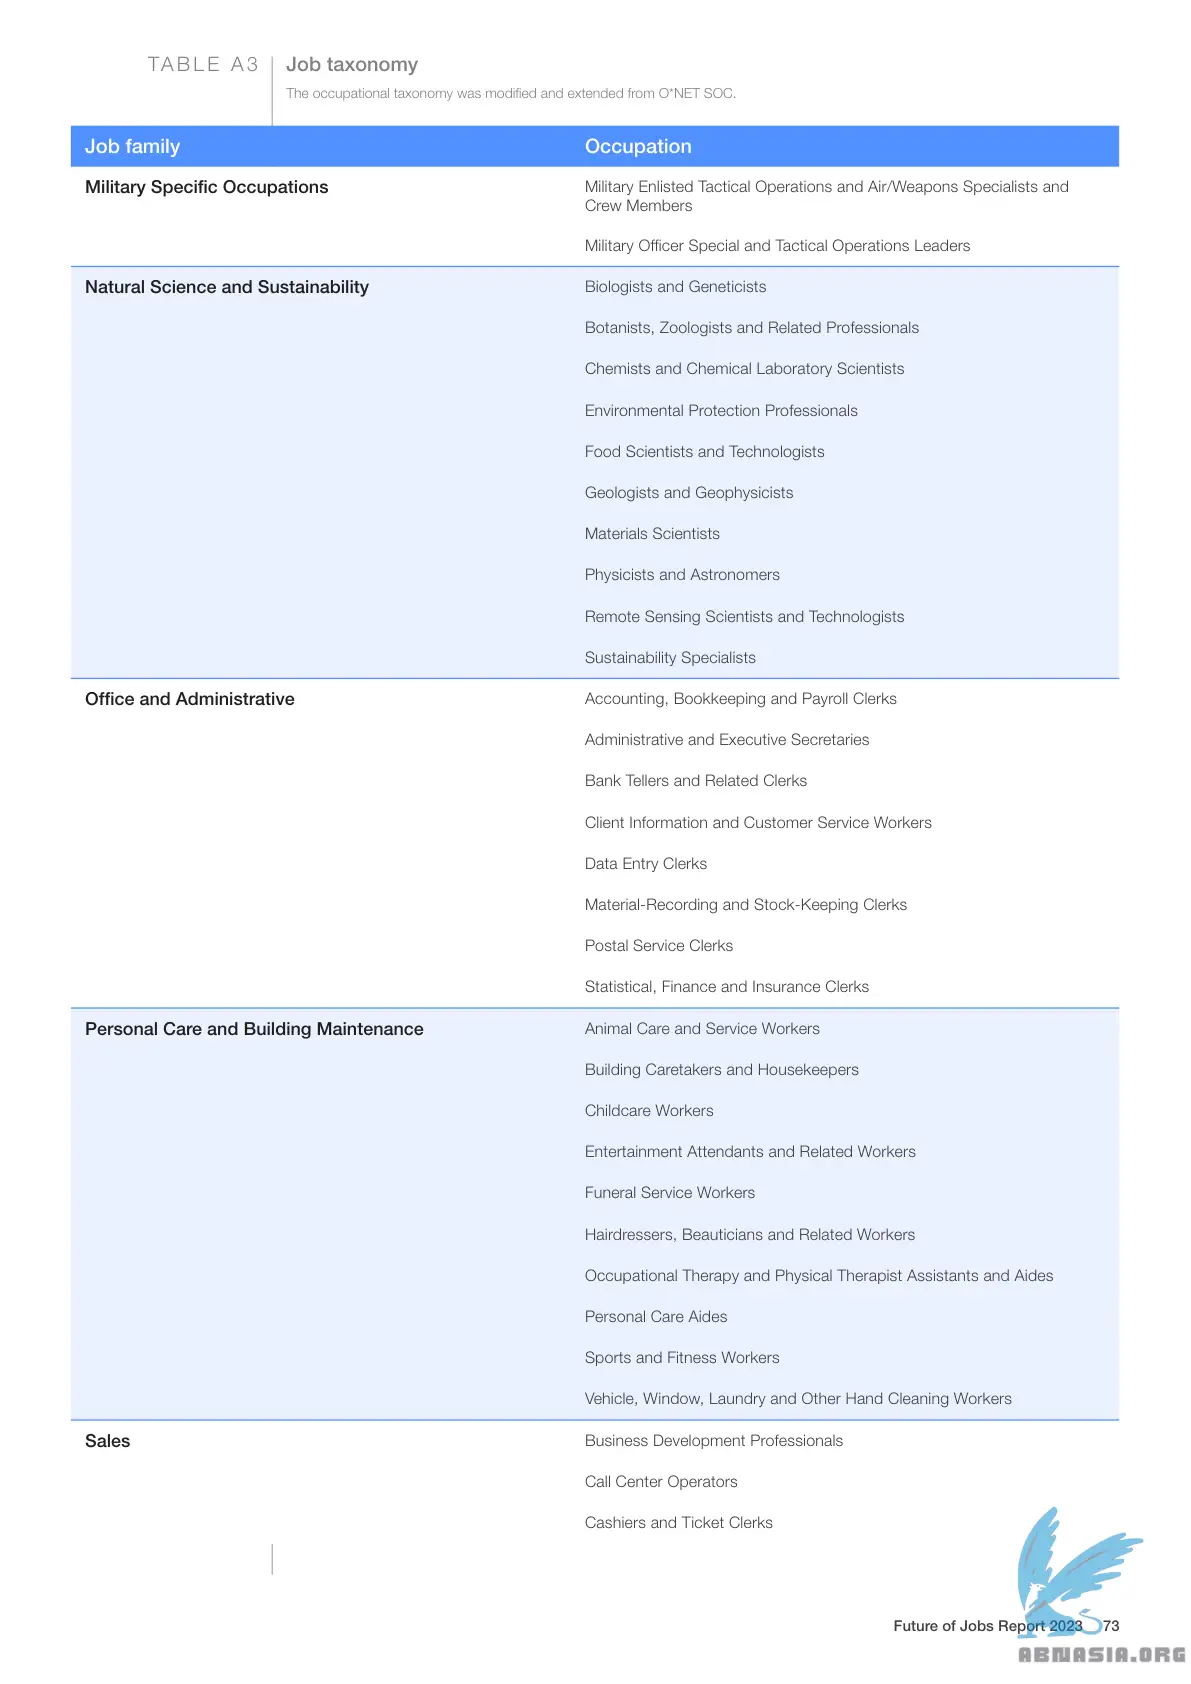 TABLE A3
Job taxonomy
The occupational taxonomy was modified and extended from O*NET SOC.
Job family
Occupation
Military Specific Occupations
Military Enlisted Tactical Operations and Air/Weapons Specialists and
Crew Members
Military Officer Special and Tactical Operations Leaders
Natural Science and Sustainability
Biologists and Geneticists
Botanists, Zoologists and Related Professionals
Chemists and Chemical Laboratory Scientists
Environmental Protection Professionals
Food Scientists and Technologists
Geologists and Geophysicists
Materials Scientists
Physicists and Astronomers
Remote Sensing Scientists and Technologists
Sustainability Specialists
Office and Administrative
Accounting, Bookkeeping and Payroll Clerks
Administrative and Executive Secretaries
Bank Tellers and Related Clerks
Client Information and Customer Service Workers
Data Entry Clerks
Material-Recording and Stock-Keeping Clerks
Postal Service Clerks
Statistical, Finance and Insurance Clerks
Personal Care and Building Maintenance
Animal Care and Service Workers
Building Caretakers and Housekeepers
Childcare Workers
Entertainment Attendants and Related Workers
Funeral Service Workers
Hairdressers, Beauticians and Related Workers
Occupational Therapy and Physical Therapist Assistants and Aides
Personal Care Aides
Sports and Fitness Workers
Vehicle, Window, Laundry and Other Hand Cleaning Workers
Sales
Business Development Professionals
Call Center Operators
Cashiers and Ticket Clerks
Future of Jobs Report 2023 73
ABNASIA.ORG